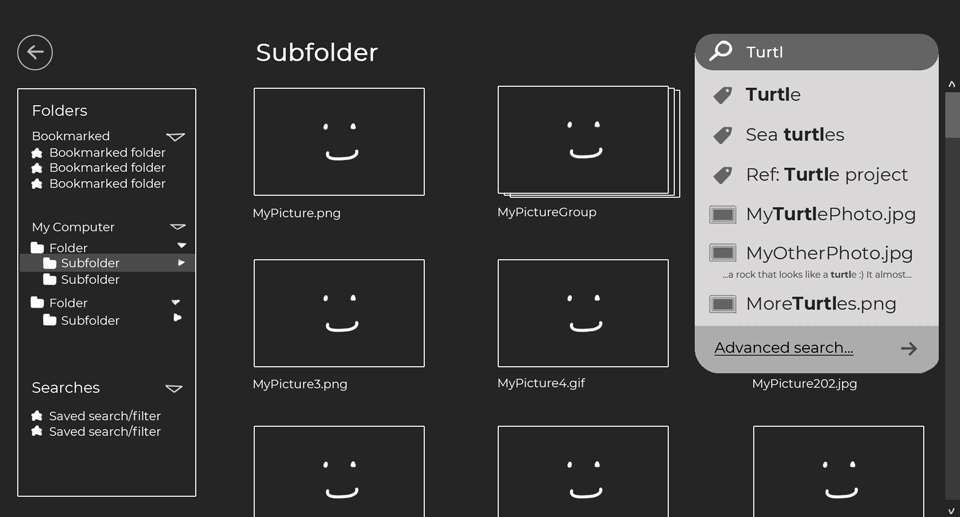 Subfolder
Turtl
Folders
Bookmarked
Bookmarked folder
Bookmarked folder
Bookmarked folder
My Computer
Folder
Subfolder
Subfolder
Folder
Subfolder
Searches
Saved search/filter
Saved search/filter
MyPicture.png
MyPictureGroup
MyPicture3.png
MyPicture4.gif
MyPicture202.jpg
Turtle
Sea turtles
Ref: Turtle project
MyTurtlePhoto.jpg
MyOtherPhoto.jpg
...a rock that looks like a turtle :) It almost...
MoreTurtles.png
Advanced search...